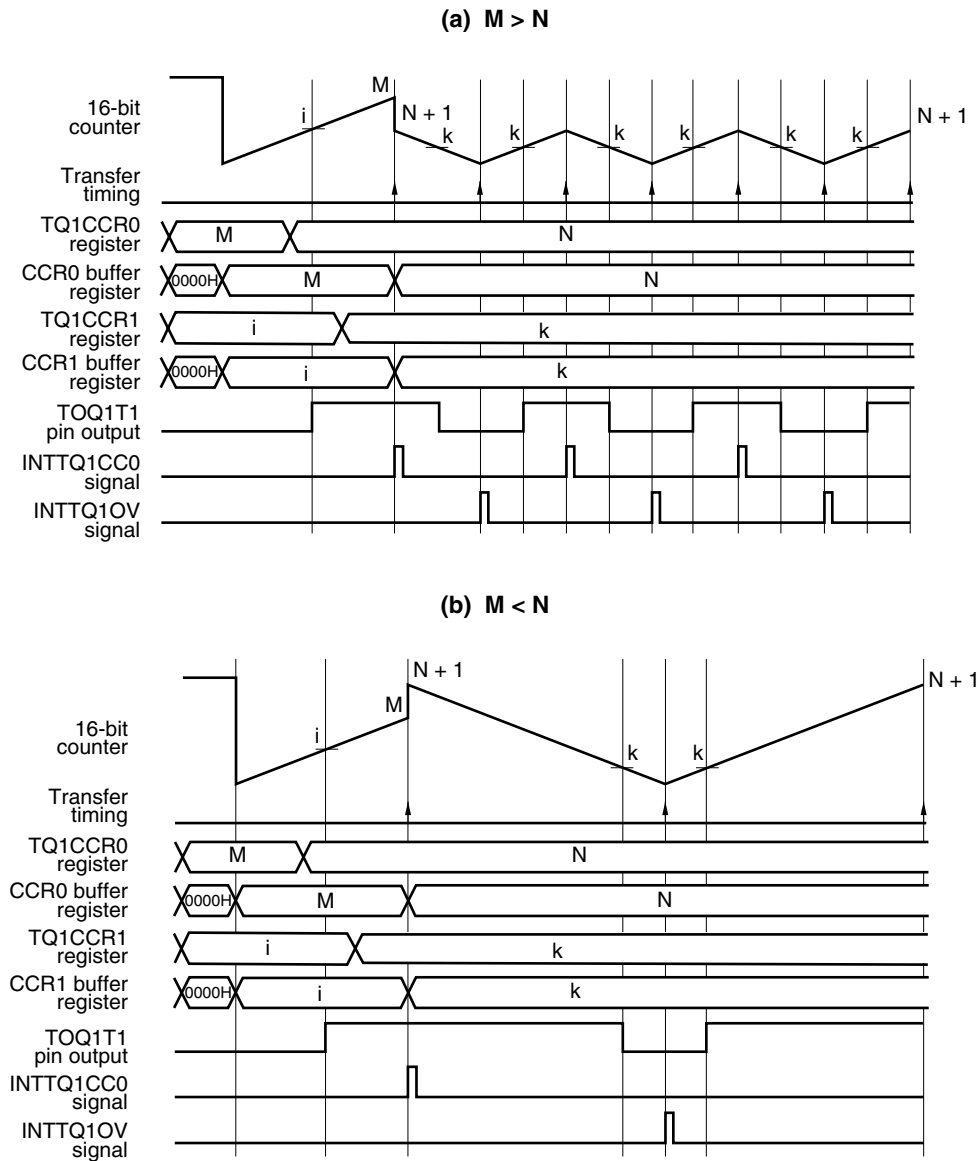 (a) M > N
M
N + 1
N + 1
i
k
k
k
k
k
k
16-bit
counter
Transfer
timing
TQ1CCR0
register
M
N
CCR0 buffer
register
0000H
M
N
TQ1CCR1
register
i
k
CCR1 buffer
register
0000H
i
k
TOQ1T1
pin output
INTTQ1CC0
signal
INTTQ1OV
signal
(b) M < N
N + 1
N + 1
M
i
k
k
16-bit
counter
Transfer
timing
TQ1CCR0
register
M
N
CCR0 buffer
register
0000H
M
N
TQ1CCR1
register
i
k
CCR1 buffer
register
0000H
i
k
TOQ1T1
pin output
INTTQ1CC0
signal
INTTQ1OV
signal